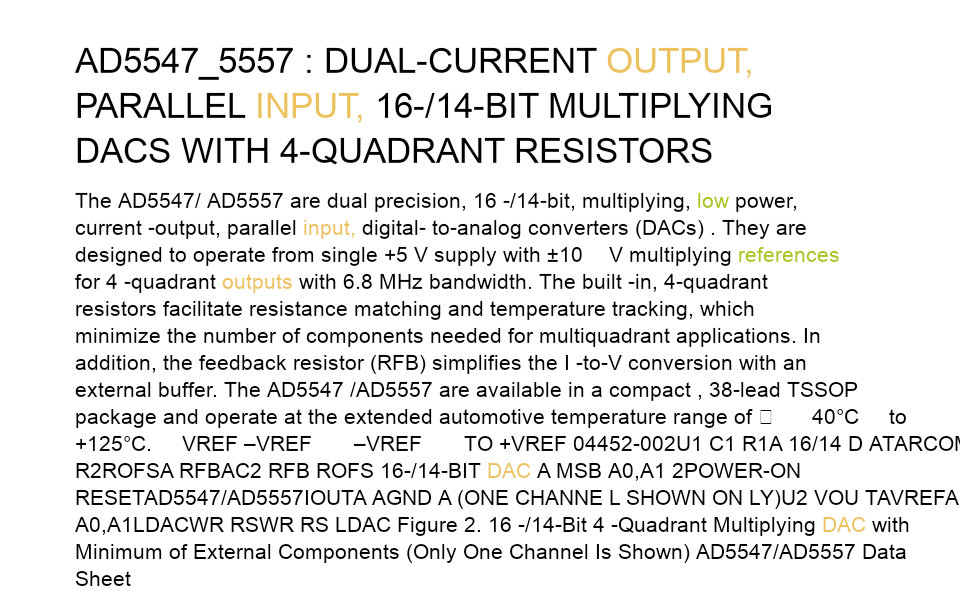 AD5547_5557 : DUAL-CURRENT OUTPUT,
PARALLEL INPUT, 16-/14-BIT MULTIPLYING
DACS WITH 4-QUADRANT RESISTORS
The AD5547/ AD5557 are dual precision, 16 -/14-bit, multiplying, low power,
current -output, parallel input, digital- to-analog converters (DACs) . They are
designed to operate from single +5 V supply with ±10 V multiplying references
for 4 -quadrant outputs with 6.8 MHz bandwidth. The built -in, 4-quadrant
resistors facilitate resistance matching and temperature tracking, which
minimize the number of components needed for multiquadrant applications. In
addition, the feedback resistor (RFB) simplifies the I -to-V conversion with an
external buffer. The AD5547 /AD5557 are available in a compact , 38-lead TSSOP
package and operate at the extended automotive temperature range of 40°C to
+125°C. VREF –VREF –VREF TO +VREF 04452-002U1 C1 R1A 16/14 D ATARCOM
R2ROFSA RFBAC2 RFB ROFS 16-/14-BIT DAC A MSB A0,A1 2POWER-ON
RESETAD5547/AD5557IOUTA AGND A (ONE CHANNE L SHOWN ON LY)U2 VOU TAVREFA
A0,A1LDACWR RSWR RS LDAC Figure 2. 16 -/14-Bit 4 -Quadrant Multiplying DAC with
Minimum of External Components (Only One Channel Is Shown) AD5547/AD5557 Data
Sheet